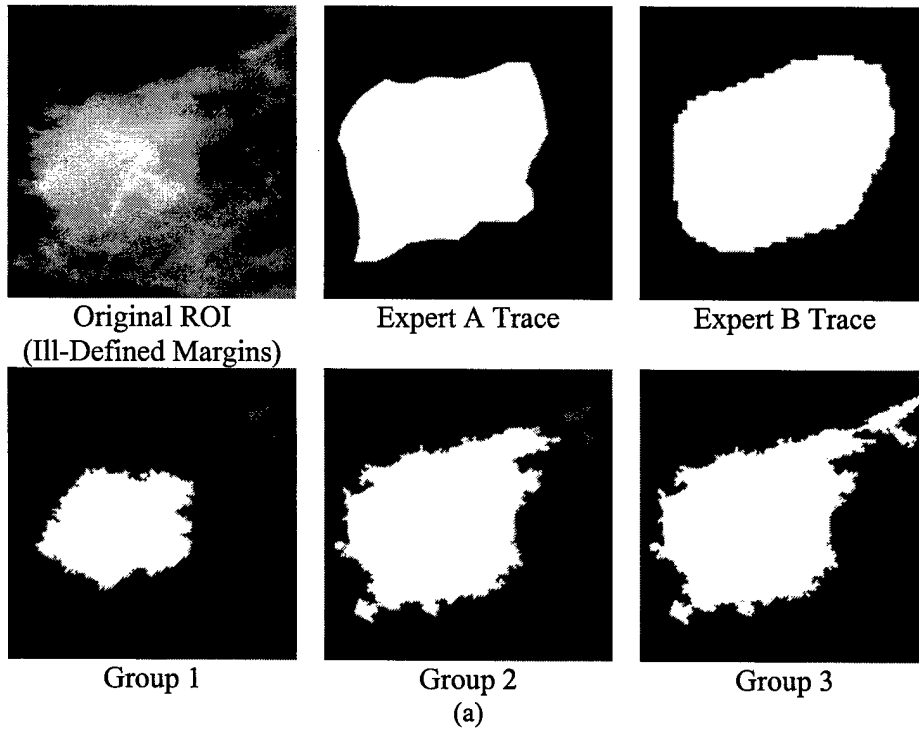 Original ROI
(Ill-Defined Margins)
Expert A Trace
Expert B Trace
Group 1
Group 2
Group 3
(a)